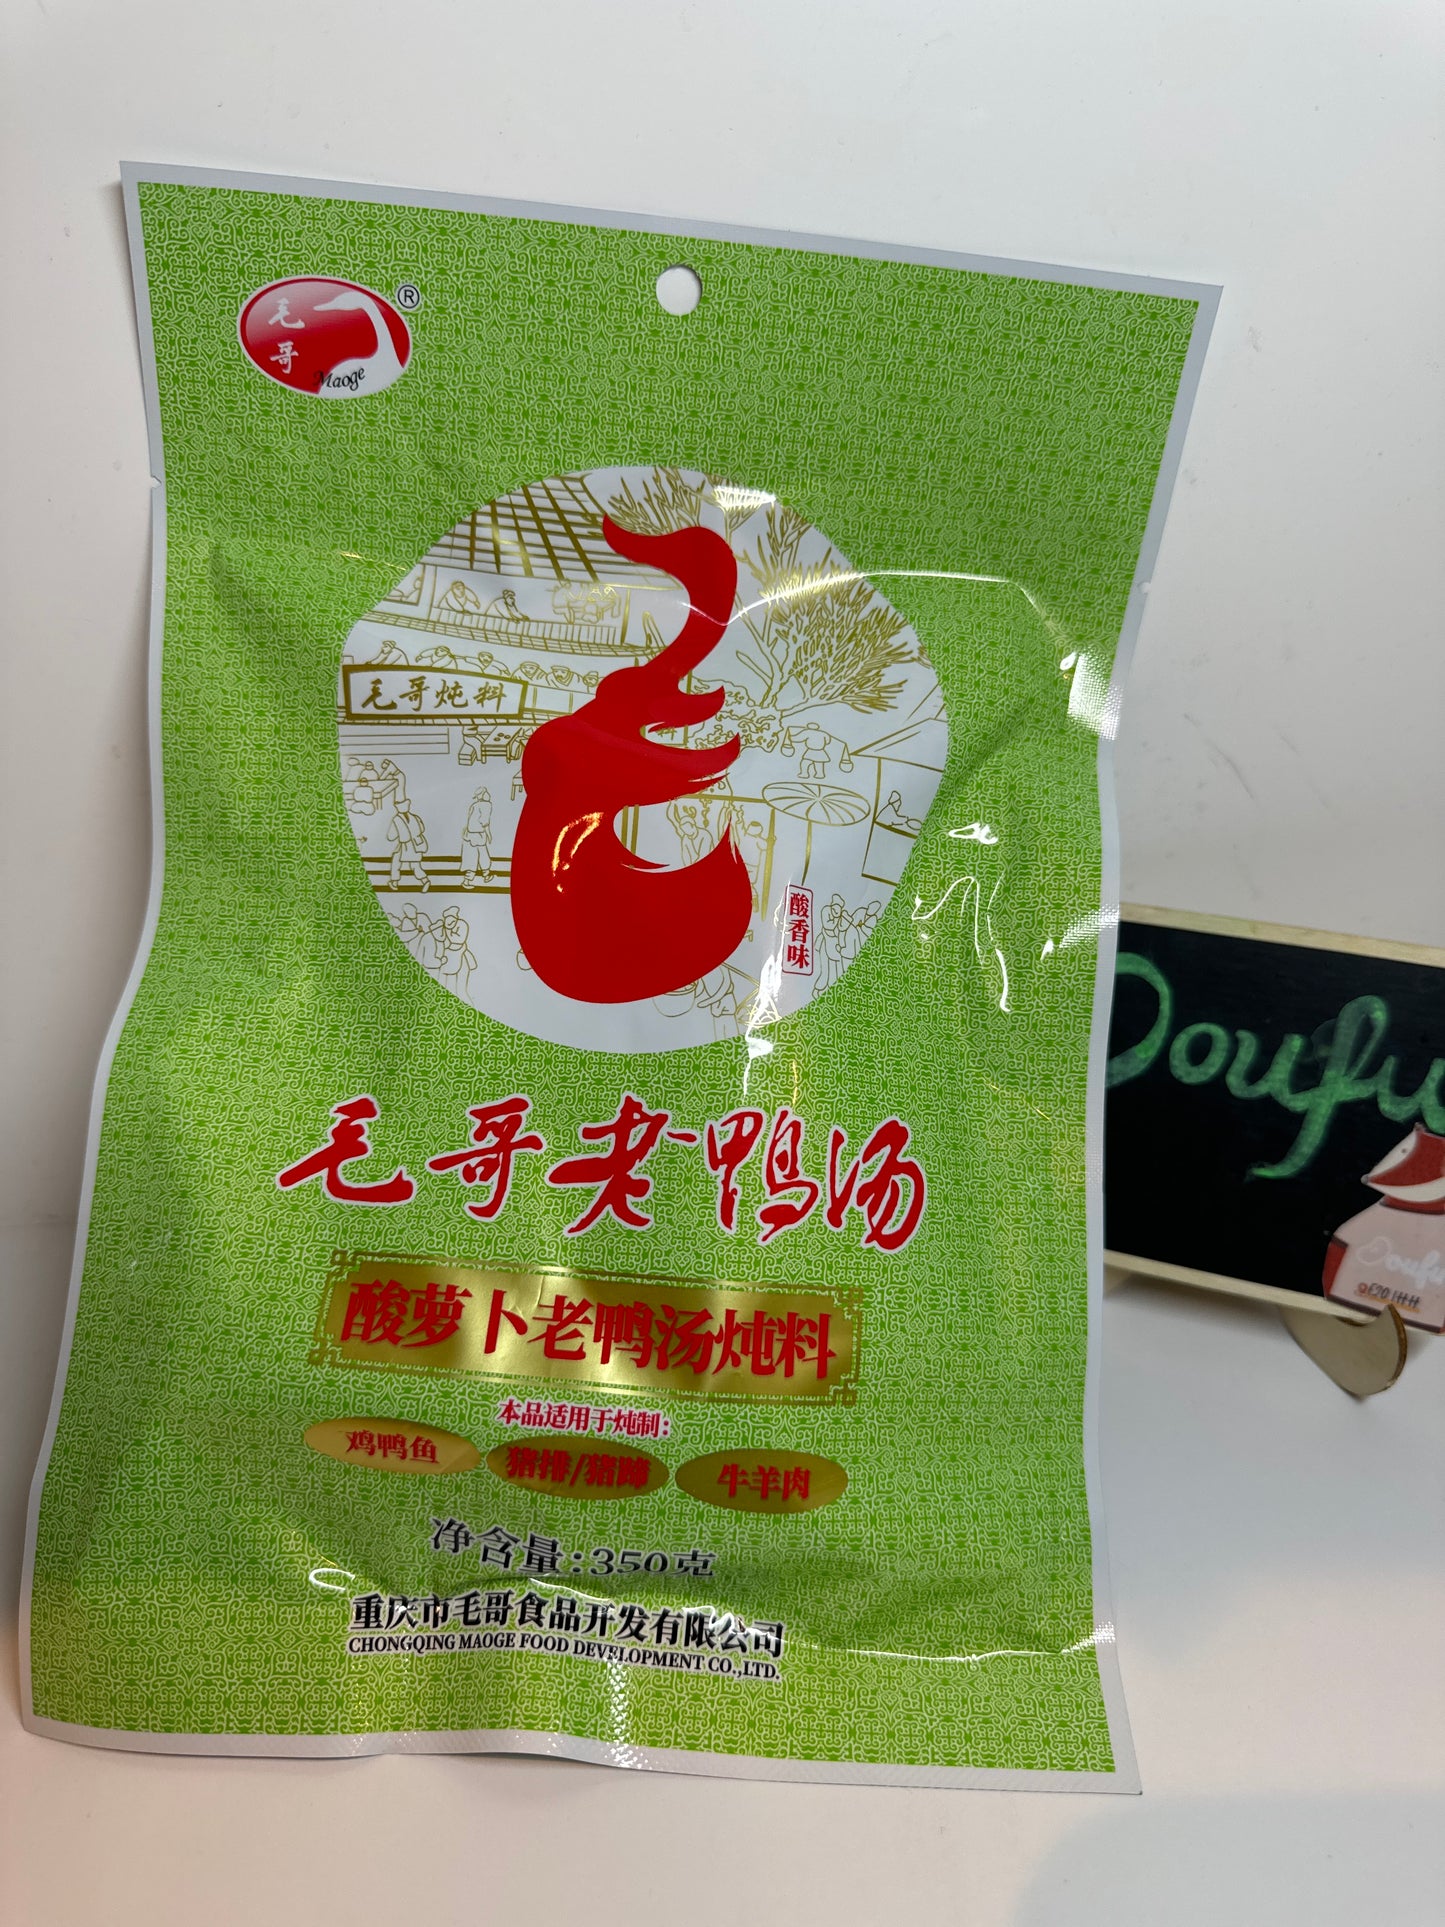 毛哥
Maoge
®
毛哥炖料
酸香味
毛哥老鸭汤
酸萝卜老鸭汤炖料
本品适用于炖制:
鸡鸭鱼 猪排/猪蹄 牛羊肉
净含量:350克
重庆市毛哥食品开发有限公司
CHONGQING MAOGE FOOD DEVELOPMENT CO.,LTD.
Doufu
Doufu